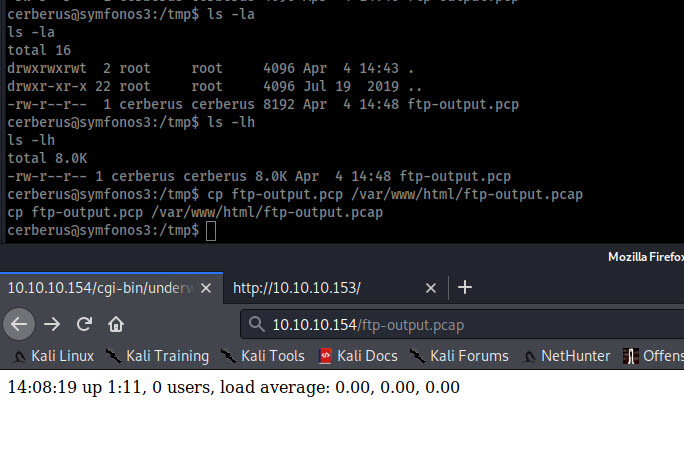 cerberus@symfonos3:/tmp$ ls -la
ls -la
total 16
drwxrwxrwt  2 root     root     4096 Apr  4 14:43 .
drwxr-xr-x 22 root     root     4096 Jul 19  2019 ..
-rw-r--r--  1 cerberus cerberus 8192 Apr  4 14:48 ftp-output.pcp
cerberus@symfonos3:/tmp$ ls -lh
ls -lh
total 8.0K
-rw-r--r-- 1 cerberus cerberus 8.0K Apr  4 14:48 ftp-output.pcp
cerberus@symfonos3:/tmp$ cp ftp-output.pcp /var/www/html/ftp-output.pcap
cp ftp-output.pcp /var/www/html/ftp-output.pcap
cerberus@symfonos3:/tmp$
Mozilla Firefox
10.10.10.154/cgi-bin/underw http://10.10.10.153/
10.10.10.154/ftp-output.pcap
Kali Linux Kali Training Kali Tools Kali Docs Kali Forums NetHunter Offens
14:08:19 up 1:11, 0 users, load average: 0.00, 0.00, 0.00